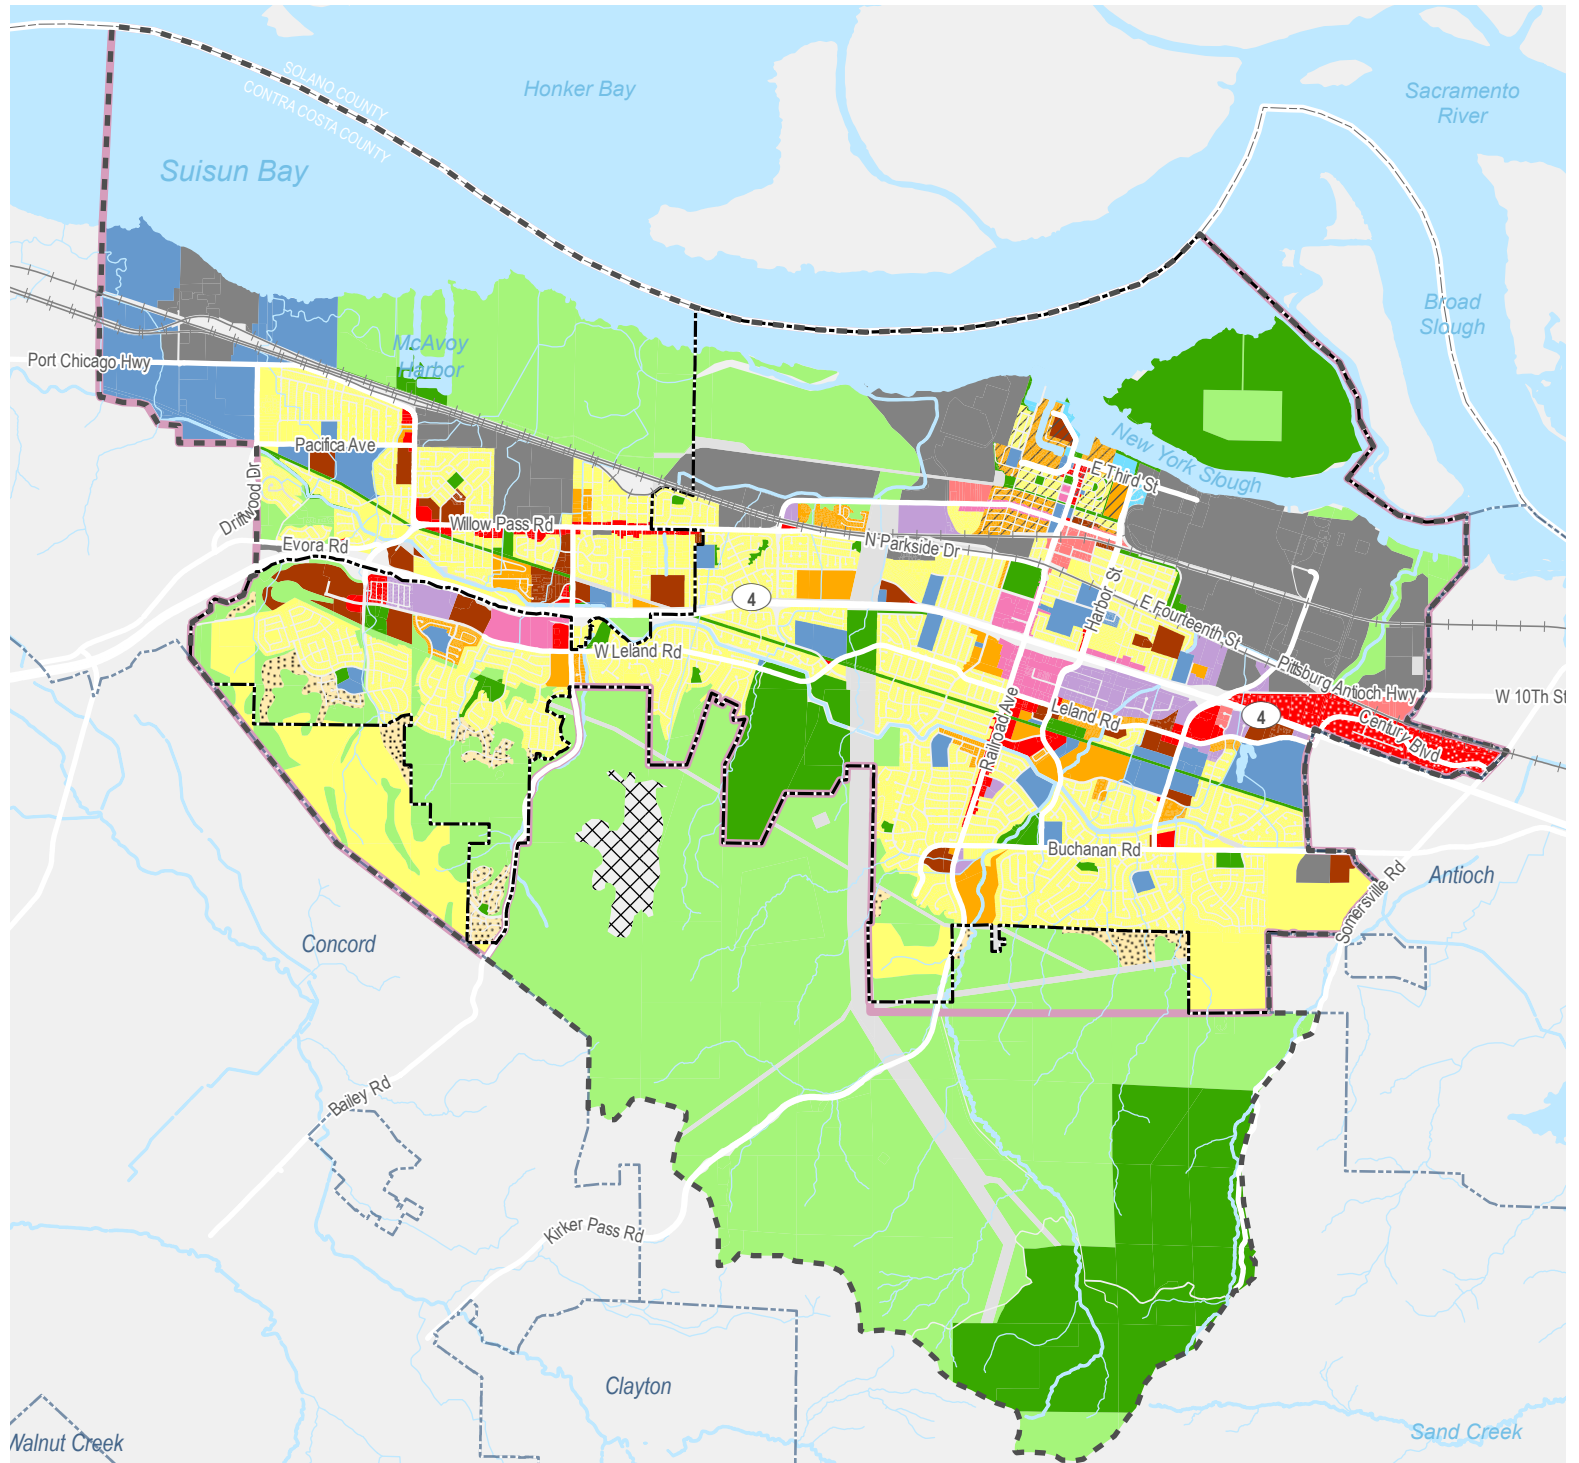 SOLANO COUNTY
CONTRA COSTA COUNTY
Honker Bay
Sacramento
River
Suisun Bay
Broad
Slough
McAvoy
Harbor
Port Chicago Hwy
Pacifica Ave
Driftwood Dr
New York Slough
E Third St
Willow Pass Rd
Evora Rd
N Parkside Dr
4
Harbor St
E Fourteenth St
W Leland Rd
Pittsburg Antioch Hwy
W 10Th St
Railroad Ave
Leland Rd
4
Century Blvd
Buchanan Rd
Antioch
Somersville Rd
Concord
Bailey Rd
Kirker Pass Rd
Clayton
Walnut Creek
Sand Creek